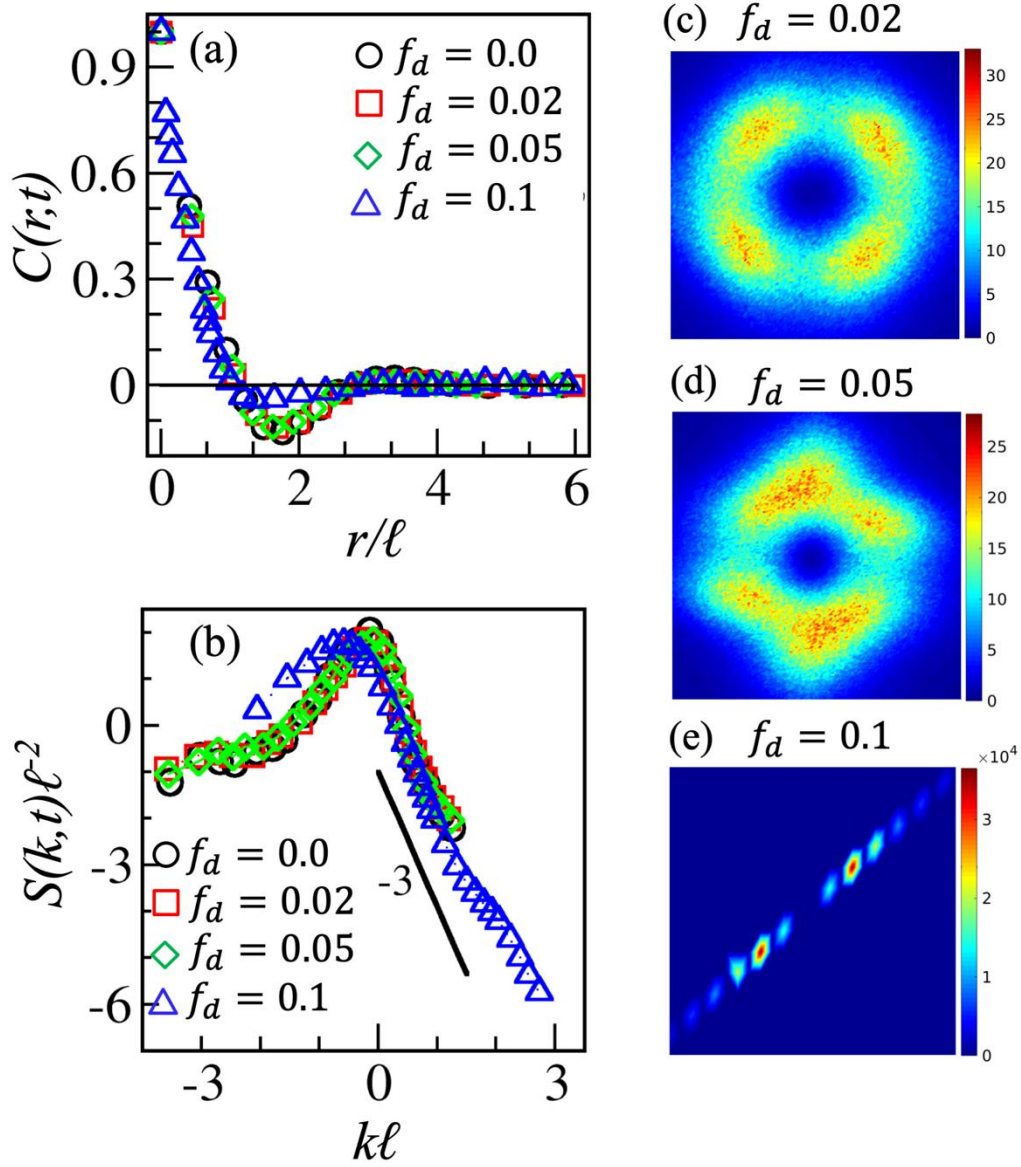 (a)
f_d = 0.0
f_d = 0.02
f_d = 0.05
f_d = 0.1
C(r,t)
0.9
0.6
0.3
0
0 2 4 6
r/ℓ
(b)
S(k,t)ℓ⁻²
0
-3
-6
-3
f_d = 0.0
f_d = 0.02
f_d = 0.05
f_d = 0.1
-3 0 3
kℓ
(c) f_d = 0.02
30
25
20
15
10
5
0
(d) f_d = 0.05
25
20
15
10
5
0
(e) f_d = 0.1
×10⁴
3
2
1
0